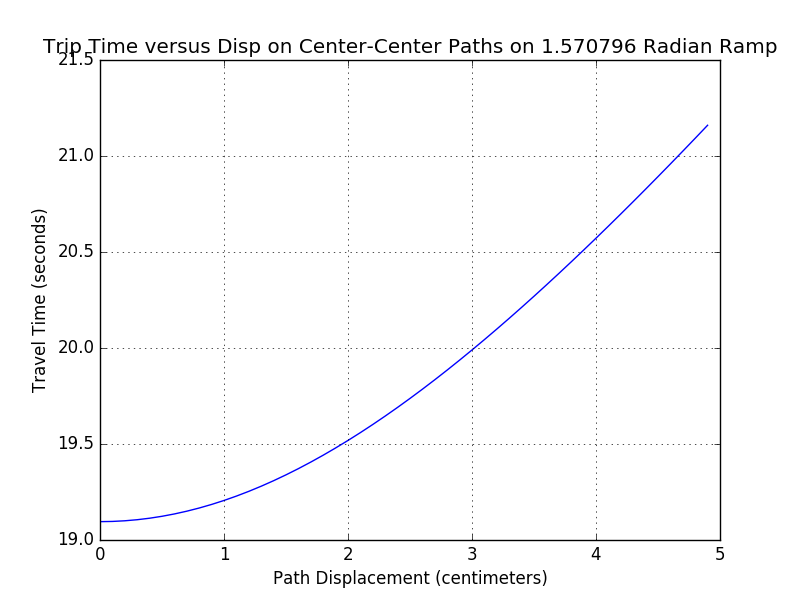 Trip Time versus Disp on Center-Center Paths on 1.570796 Radian Ramp
21.5
21.0
20.5
20.0
19.5
19.0
Travel Time (seconds)
0 1 2 3 4 5
Path Displacement (centimeters)